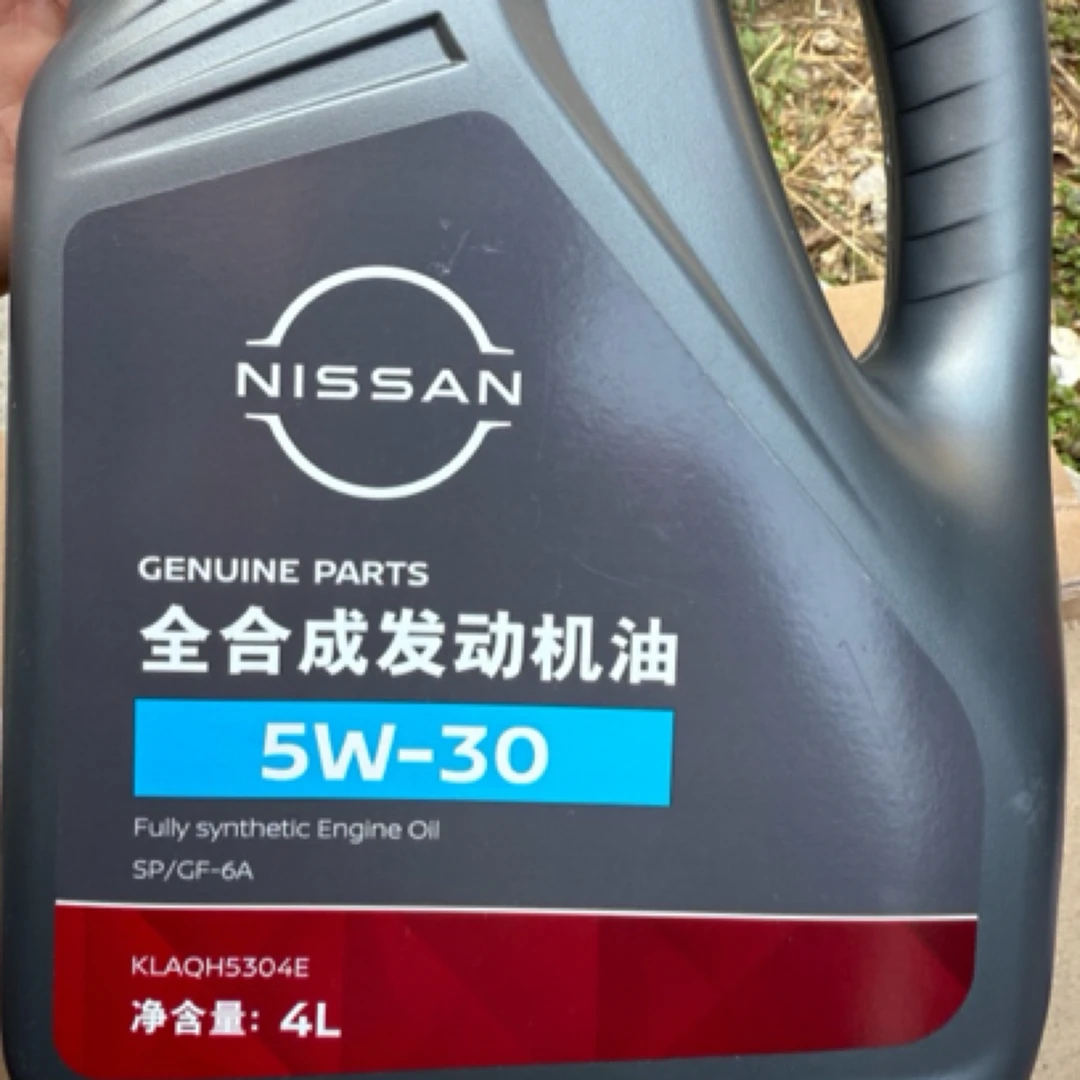 NISSAN
GENUINE PARTS
全合成发动机油
5W-30
Fully synthetic Engine Oil
SP/GF-6A
KLAQH5304E
净含量: 4L